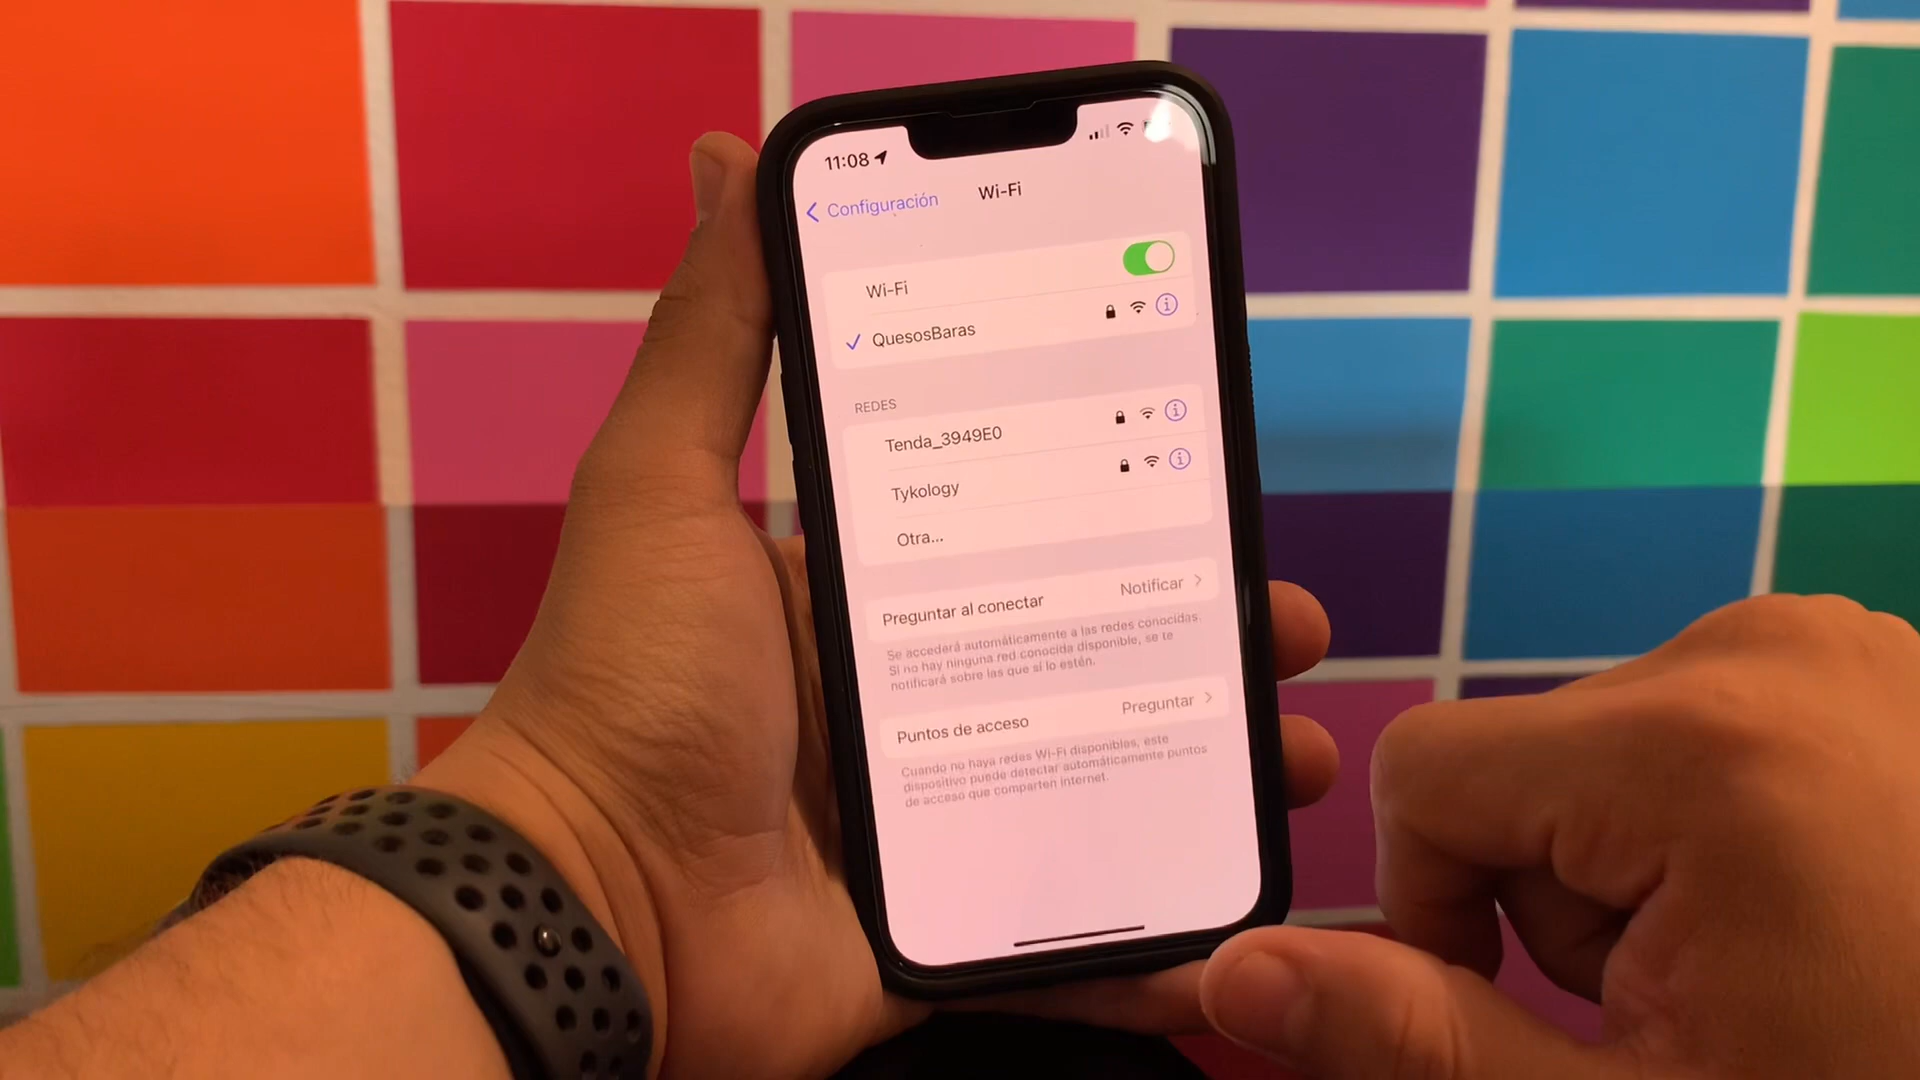 11:08
Configuración
Wi-Fi
Wi-Fi
QuesosBaras
REDES
Tenda_3949E0
Tykology
Otra...
Preguntar al conectar Notificar
Se accederá automáticamente a las redes conocidas.
Si no hay ninguna red conocida disponible, se te
notificará sobre las que sí lo estén.
Puntos de acceso Preguntar
Cuando no haya redes Wi-Fi disponibles, este
dispositivo puede detectar automáticamente puntos
de acceso que comparten internet.